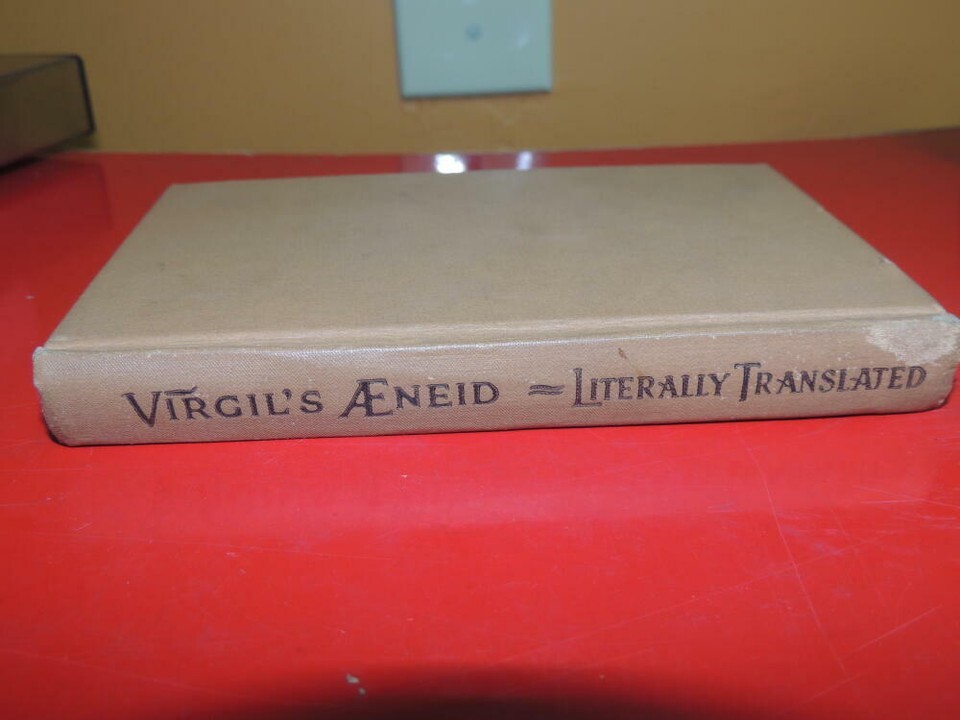 VIRGIL'S ÆNEID = LITERALLY TRANSLATED